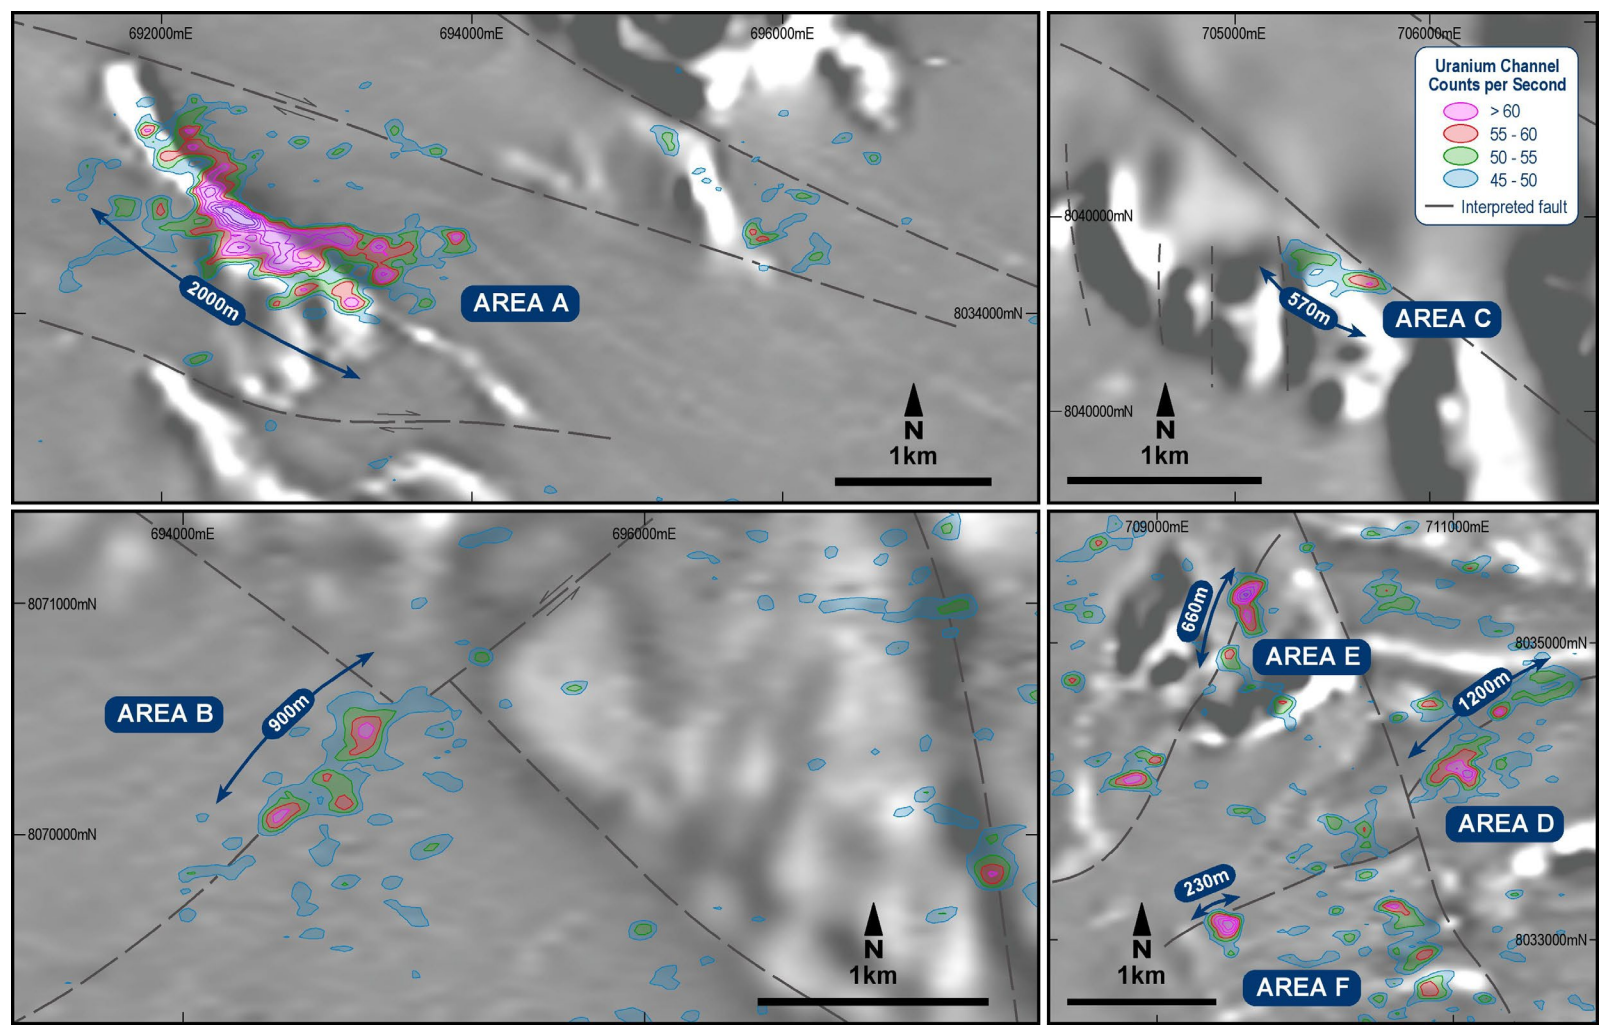 692000mE
694000mE
696000mE
2000m
AREA A
8034000mN
N
1km
705000mE
706000mE
Uranium Channel
Counts per Second
> 60
55 - 60
50 - 55
45 - 50
Interpreted fault
8040000mN
570m
AREA C
8040000mN
N
1km
694000mE
696000mE
8071000mN
900m
AREA B
8070000mN
N
1km
709000mE
711000mE
660m
8035000mN
AREA E
1200m
AREA D
230m
8033000mN
N
1km
AREA F